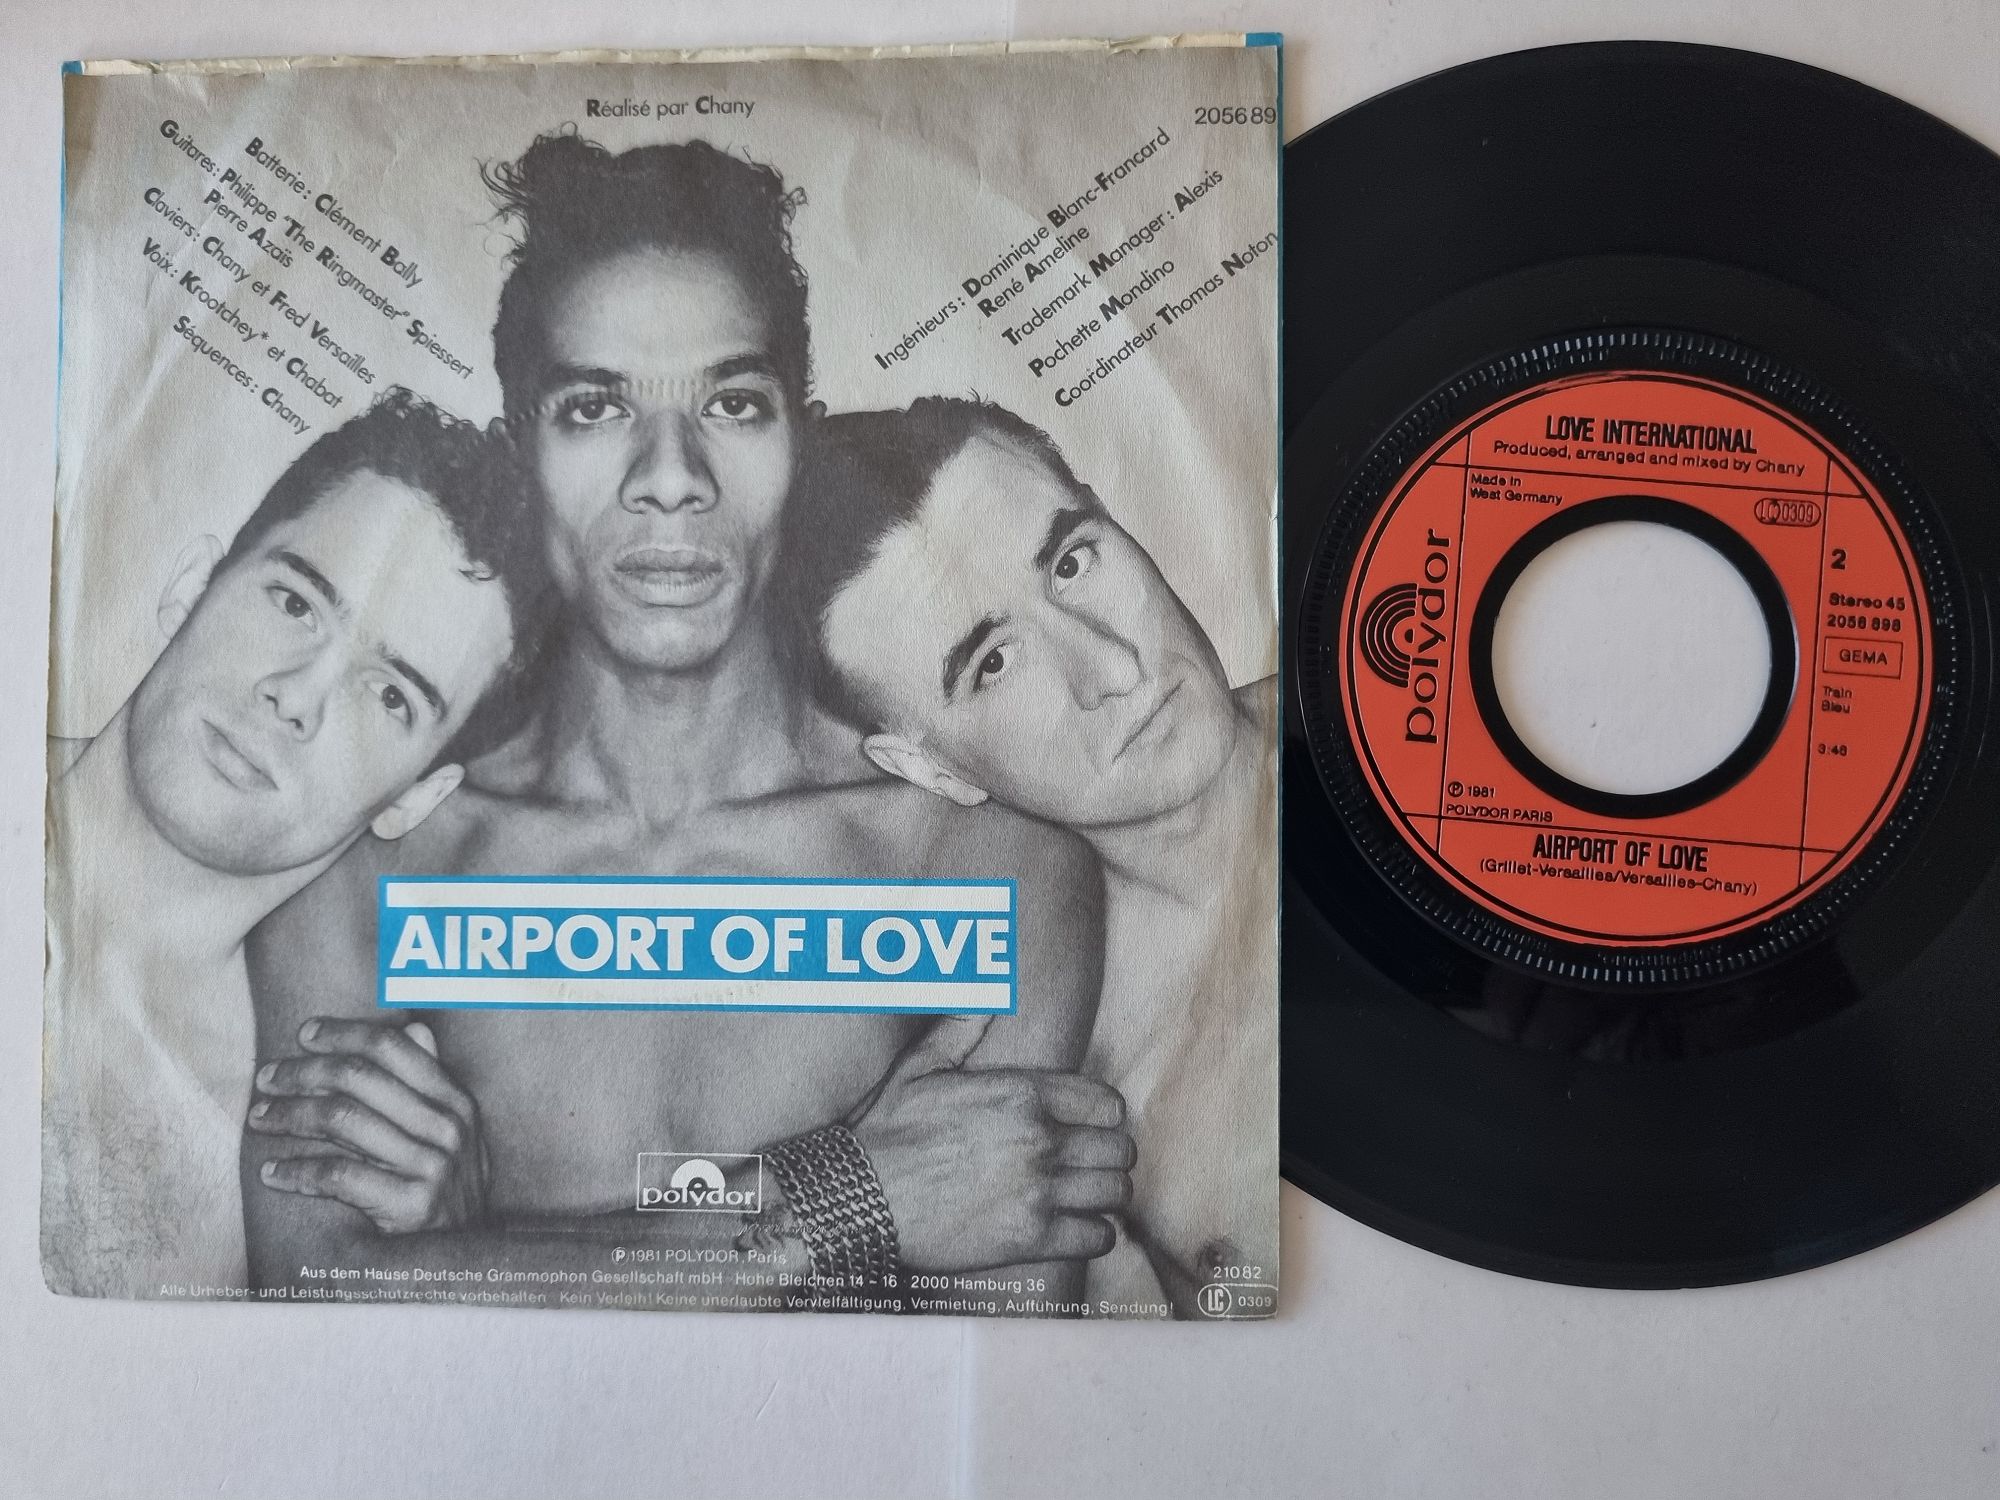 Réalisé par Chany
205689
Batterie : Clément Bally
Guitares : Philippe "The Ringmaster" Spiessert
Pierre Azaïs
Claviers : Chany et Fred Versailles
Voix : Krootchey* et Chabat
Séquences : Chany
Ingénieurs : Dominique Blanc-Francard
René Ameline
Trademark Manager : Alexis
Pochette Mondino
Coordinateur Thomas Noton
AIRPORT OF LOVE
polydor
Ⓟ 1981 POLYDOR, Paris
Aus dem Hause Deutsche Grammophon Gesellschaft mbH · Hohe Bleichen 14 – 16 · 2000 Hamburg 36
Alle Urheber- und Leistungsschutzrechte vorbehalten Kein Verleih! Keine unerlaubte Vervielfältigung, Vermietung, Aufführung, Sendung!
21082
LC 0309
LOVE INTERNATIONAL
Produced, arranged and mixed by Chany
Made in
West Germany
LC 0309
polydor
2
Stereo 45
2056 898
GEMA
Train
Bleu
3:46
Ⓟ 1981
POLYDOR PARIS
AIRPORT OF LOVE
(Grillet-Versailles/Versailles-Chany)